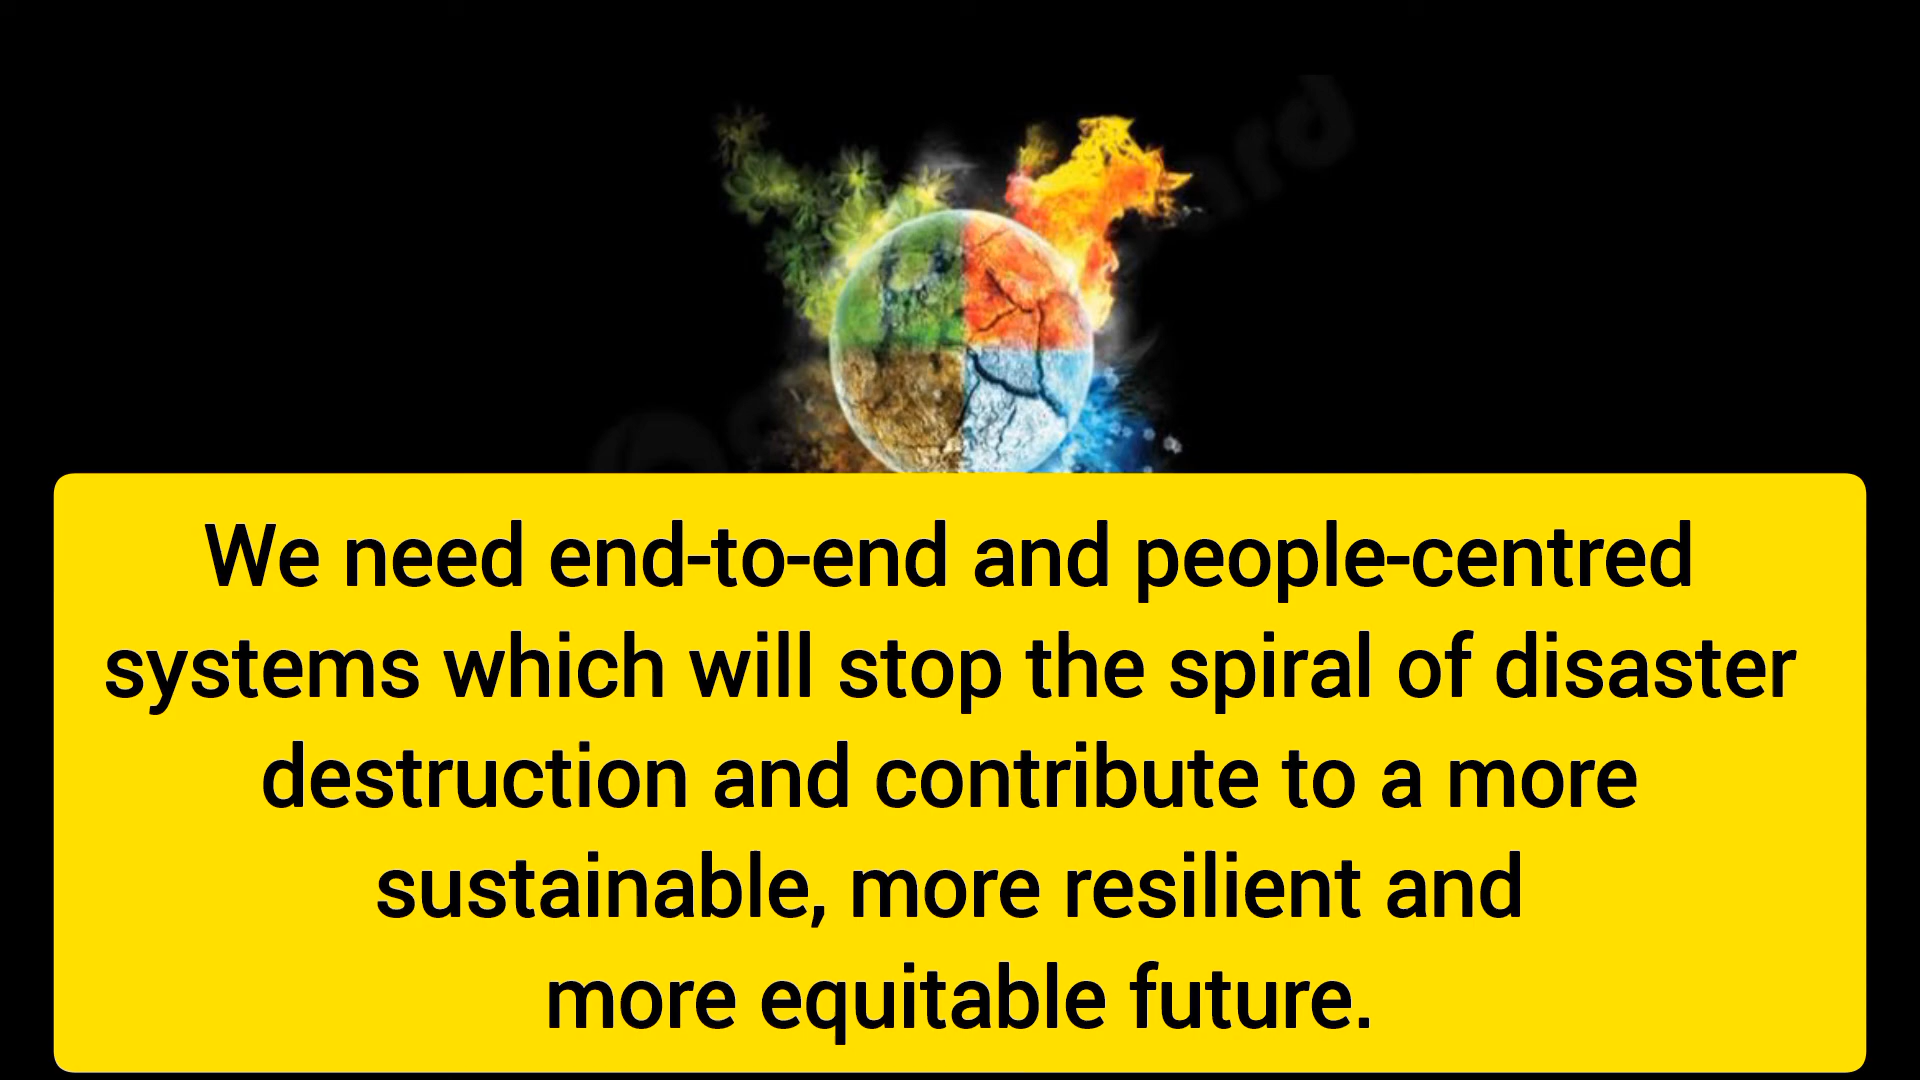 We need end-to-end and people-centred
systems which will stop the spiral of disaster
destruction and contribute to a more
sustainable, more resilient and
more equitable future.